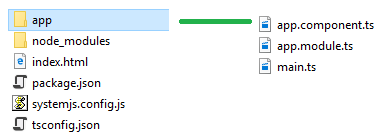 app
node_modules
index.html
package.json
systemjs.config.js
tsconfig.json
app.component.ts
app.module.ts
main.ts